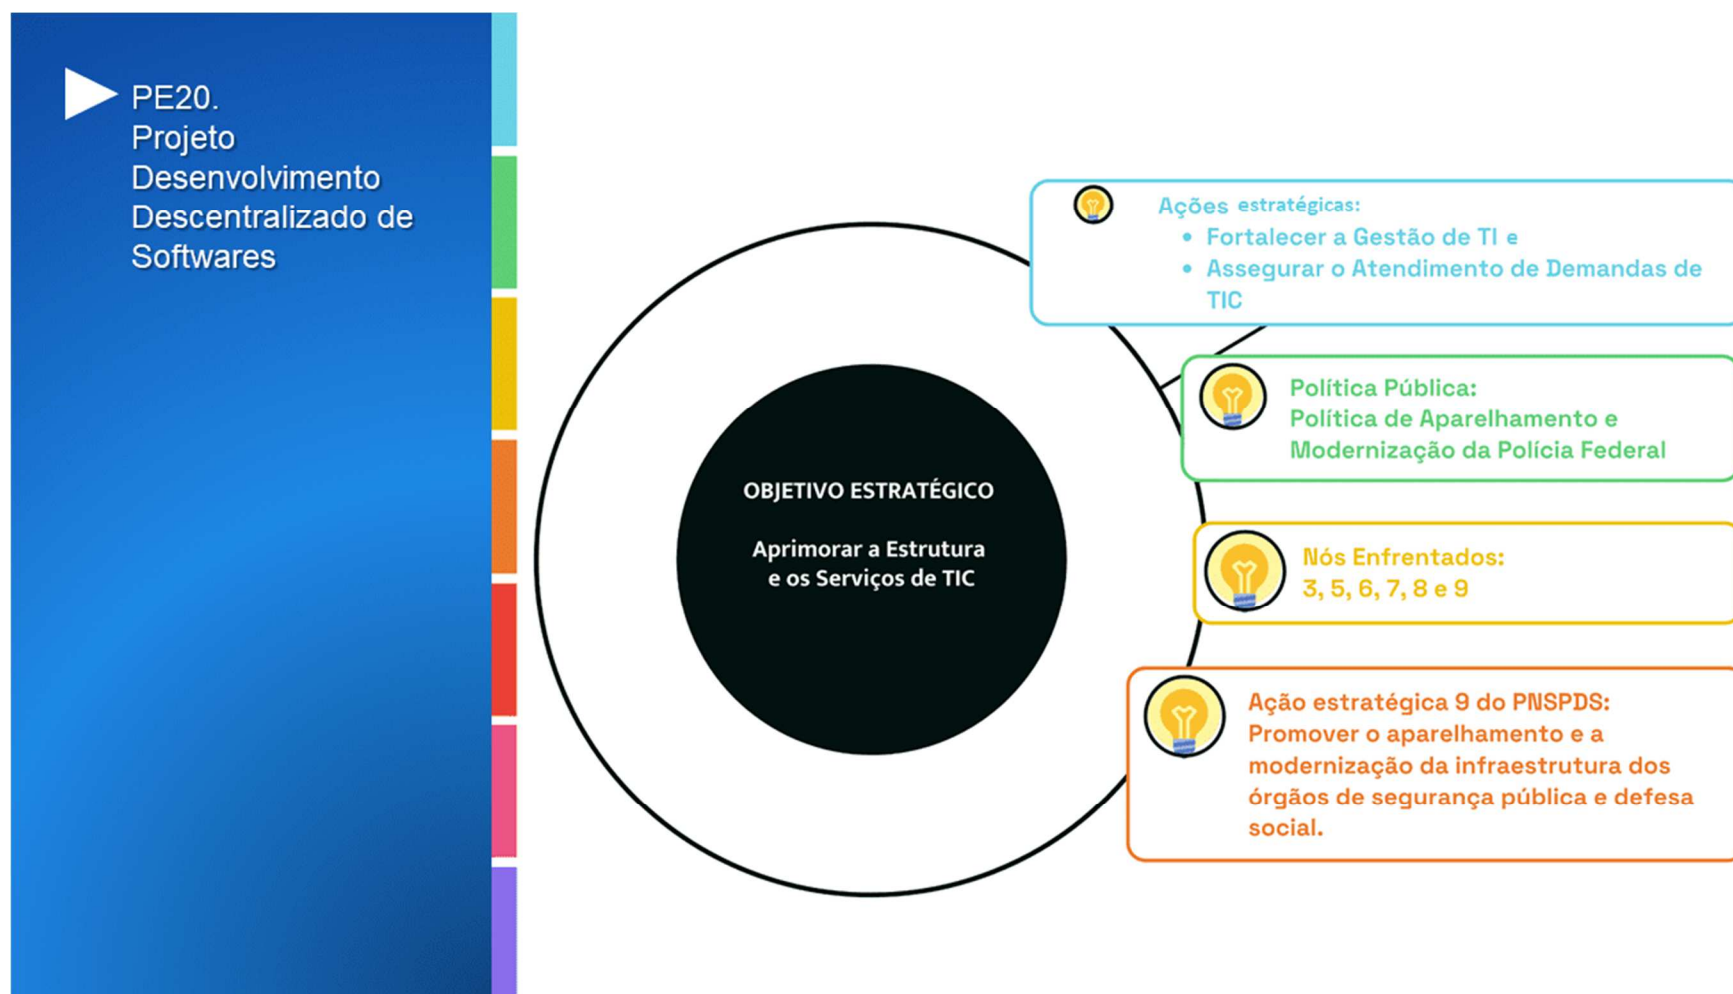 PE20.
Projeto
Desenvolvimento
Descentralizado de
Softwares
OBJETIVO ESTRATÉGICO
Aprimorar a Estrutura
e os Serviços de TIC
Ações estratégicas:
• Fortalecer a Gestão de TI e
• Assegurar o Atendimento de Demandas de
TIC
Política Pública:
Política de Aparelhamento e
Modernização da Polícia Federal
Nós Enfrentados:
3, 5, 6, 7, 8 e 9
Ação estratégica 9 do PNSPDS:
Promover o aparelhamento e a
modernização da infraestrutura dos
órgãos de segurança pública e defesa
social.